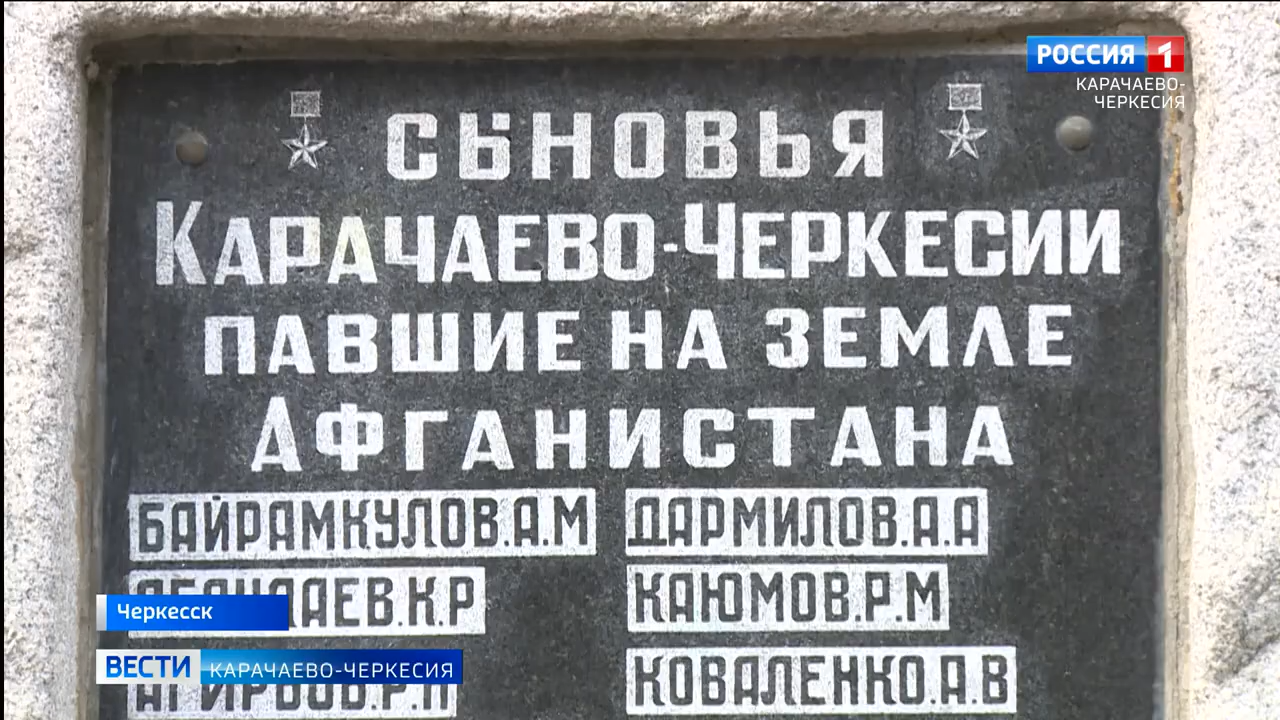 РОССИЯ 1
КАРАЧАЕВО-
ЧЕРКЕСИЯ
СЫНОВЬЯ
КАРАЧАЕВО-ЧЕРКЕСИИ
ПАВШИЕ НА ЗЕМЛЕ
АФГАНИСТАНА
БАЙРАМКУЛОВ.А.М
ДАРМИЛОВ.А.А
КАЮМОВ.Р.М
КОВАЛЕНКО.А.В
Черкесск
ВЕСТИ КАРАЧАЕВО-ЧЕРКЕСИЯ